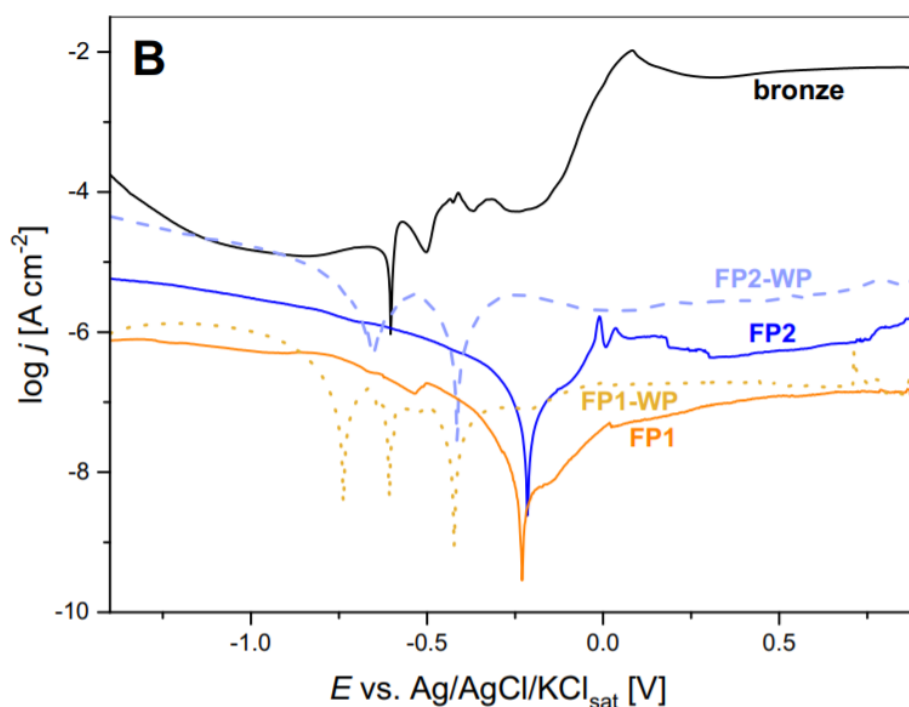 B
bronze
FP2-WP
FP2
FP1-WP
FP1
-2
-4
-6
-8
-10
log j [A cm⁻²]
-1.0 -0.5 0.0 0.5
E vs. Ag/AgCl/KClsat [V]